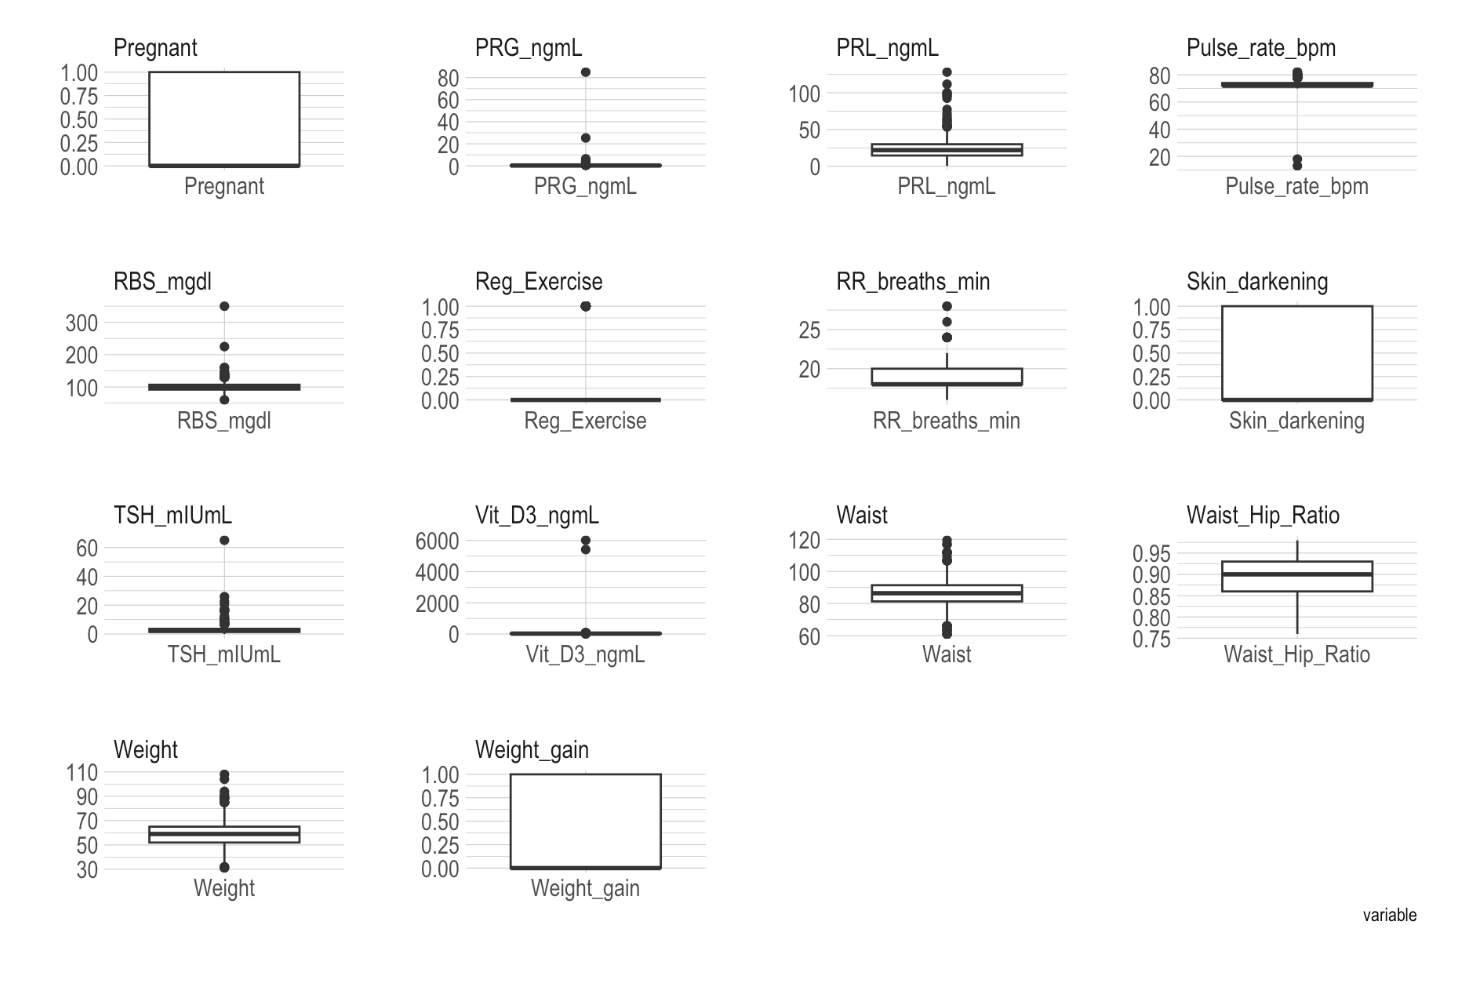 Pregnant PRG_ngmL PRL_ngmL Pulse_rate_bpm
1.00 80 100 80
0.75 60 50 60
0.50 40 0 40
0.25 20 20
0.00 0
Pregnant PRG_ngmL PRL_ngmL Pulse_rate_bpm
RBS_mgdl Reg_Exercise RR_breaths_min Skin_darkening
300 1.00 25 1.00
200 0.75 20 0.75
100 0.50 0.50
0.25 0.25
0.00 0.00
RBS_mgdl Reg_Exercise RR_breaths_min Skin_darkening
TSH_mIUmL Vit_D3_ngmL Waist Waist_Hip_Ratio
60 6000 120 0.95
40 4000 100 0.90
20 2000 80 0.85
0 0 60 0.80
0.75
TSH_mIUmL Vit_D3_ngmL Waist Waist_Hip_Ratio
Weight Weight_gain
110 1.00
90 0.75
70 0.50
50 0.25
30 0.00
Weight Weight_gain
variable